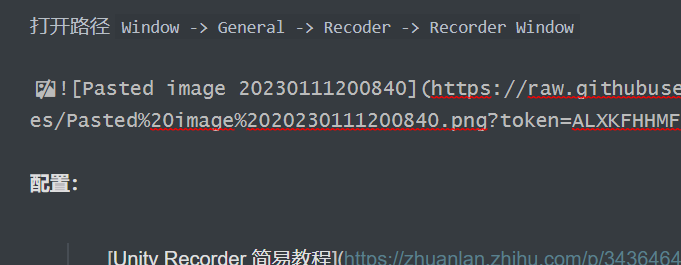 打开路径 Window -> General -> Recoder -> Recorder Window
![Pasted image 20230111200840](https://raw.githubuse
es/Pasted%20image%2020230111200840.png?token=ALXKFHHMF
配置：
[Unity Recorder 简易教程](https://zhuanlan.zhihu.com/p/3436464